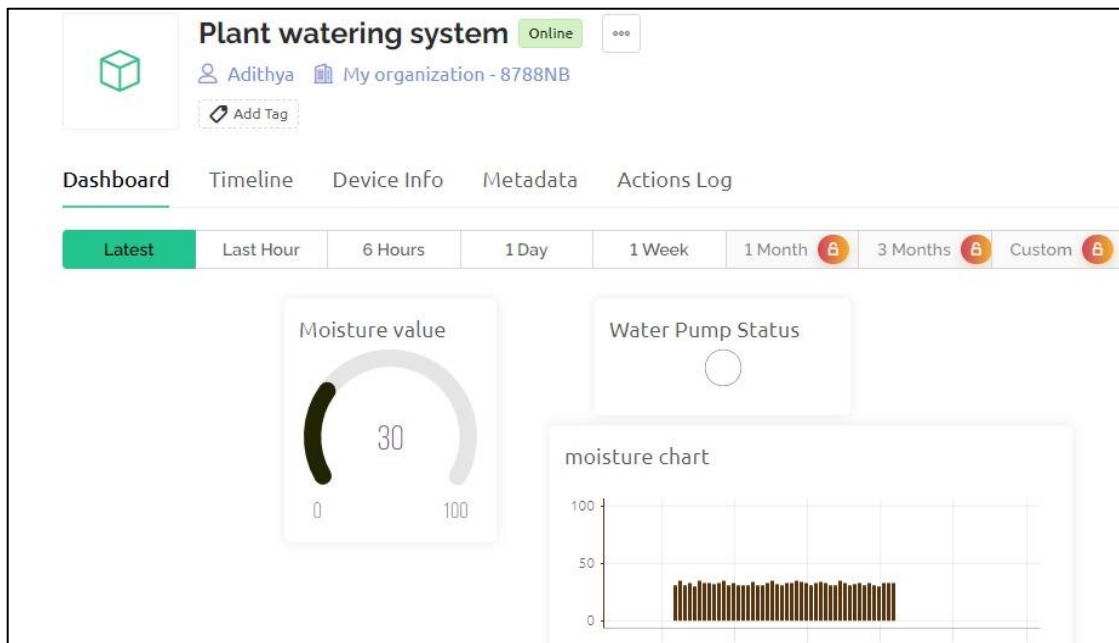 Plant watering system Online
Adithya My organization - 8788NB
Add Tag
Dashboard Timeline Device Info Metadata Actions Log
Latest Last Hour 6 Hours 1 Day 1 Week 1 Month 3 Months Custom
Moisture value
30
0 100
Water Pump Status
moisture chart
100
50
0